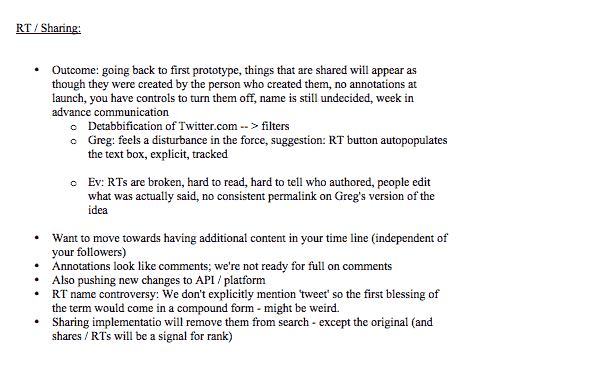 RT / Sharing:
• Outcome: going back to first prototype, things that are shared will appear as
though they were created by the person who created them, no annotations at
launch, you have controls to turn them off, name is still undecided, week in
advance communication
o Detabbification of Twitter.com -- > filters
o Greg: feels a disturbance in the force, suggestion: RT button autopopulates
the text box, explicit, tracked
o Ev: RTs are broken, hard to read, hard to tell who authored, people edit
what was actually said, no consistent permalink on Greg's version of the
idea
• Want to move towards having additional content in your time line (independent of
your followers)
• Annotations look like comments; we're not ready for full on comments
• Also pushing new changes to API / platform
• RT name controversy: We don't explicitly mention 'tweet' so the first blessing of
the term would come in a compound form - might be weird.
• Sharing implementatio will remove them from search - except the original (and
shares / RTs will be a signal for rank)